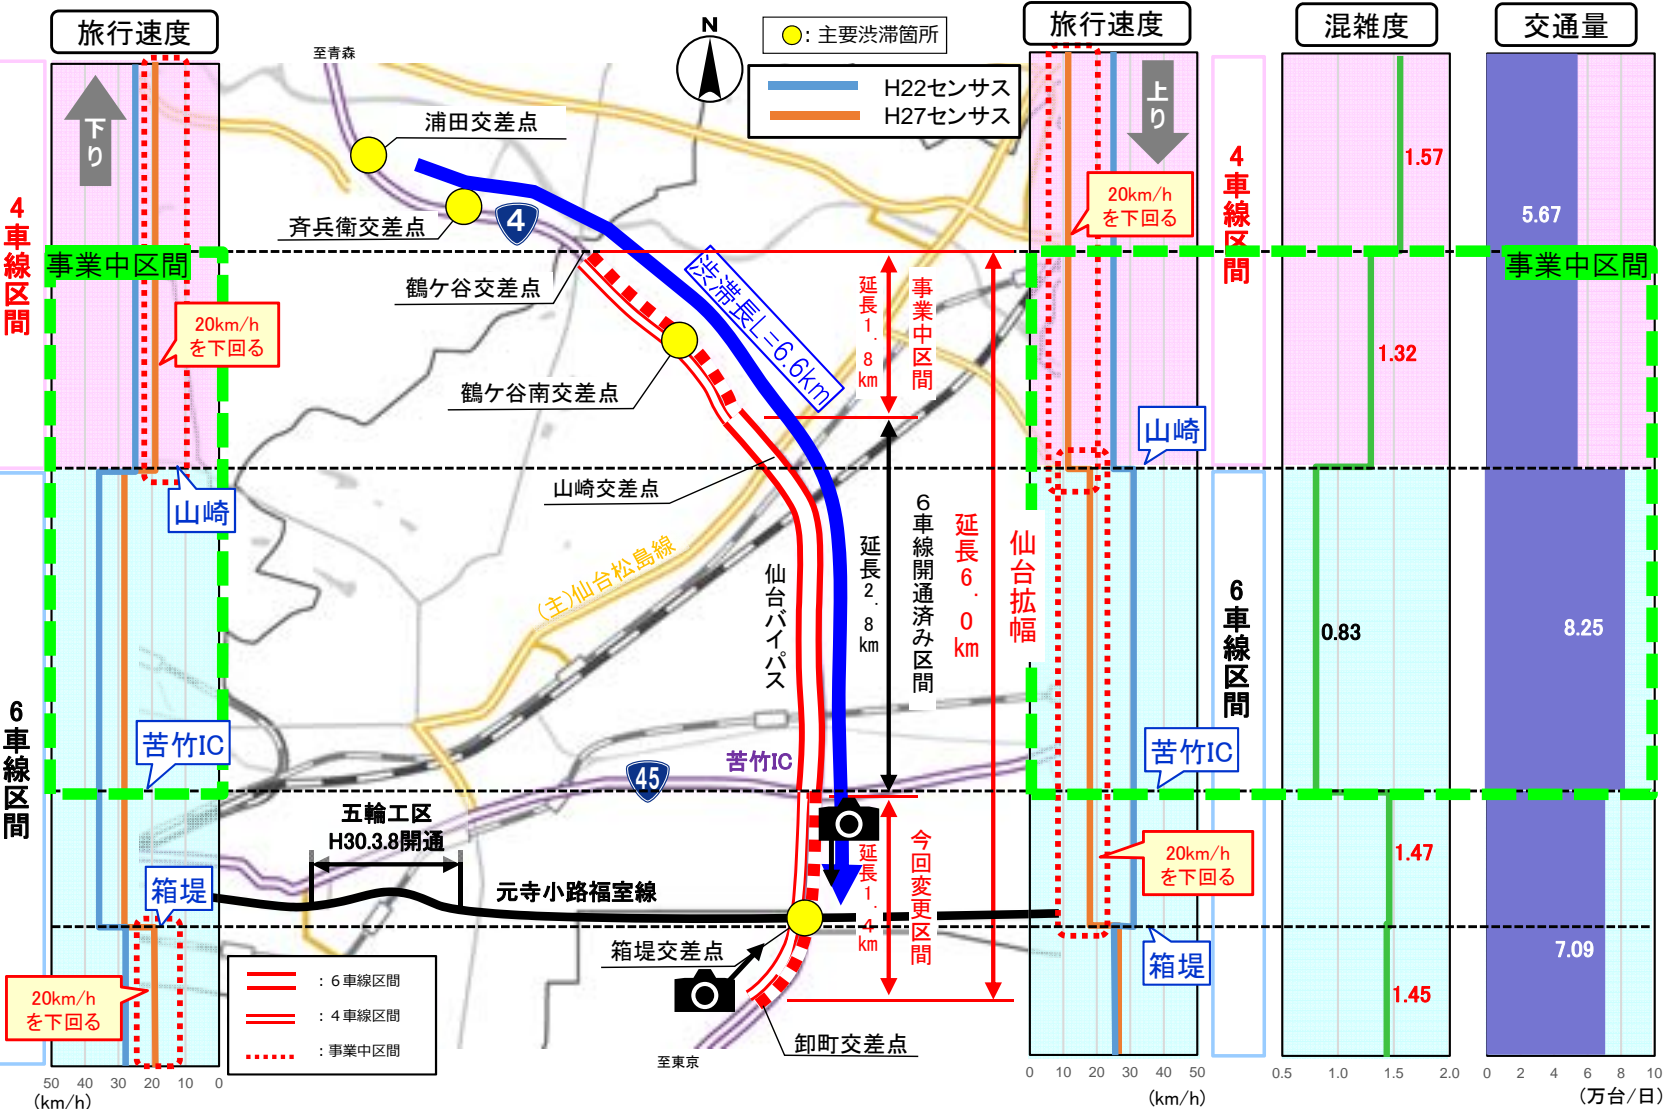 旅行速度
下り
4車線区間
事業中区間
20km/h
を下回る
山崎
6車線区間
苫竹IC
箱堤
20km/h
を下回る
50 40 30 20 10 0
(km/h)
至青森
N
●: 主要渋滞箇所
H22センサス
H27センサス
浦田交差点
斉兵衛交差点
4
鶴ケ谷交差点
渋滞長L=6.6km
鶴ケ谷南交差点
山崎交差点
(主)仙台松島線
仙台バイパス
苦竹IC
45
五輪工区
H30.3.8開通
元寺小路福室線
箱堤交差点
卸町交差点
至東京
: 6車線区間
: 4車線区間
: 事業中区間
事業中区間
延長1.8km
6車線開通済み区間
延長2.8km
今回変更区間
延長1.4km
仙台拡幅
延長6.0km
旅行速度
上り
20km/h
を下回る
山崎
苦竹IC
20km/h
を下回る
箱堤
0 10 20 30 40 50
(km/h)
4車線区間
6車線区間
混雑度
1.57
1.32
0.83
1.47
1.45
0.5 1.0 1.5 2.0
交通量
5.67
事業中区間
8.25
7.09
0 2 4 6 8 10
(万台/日)